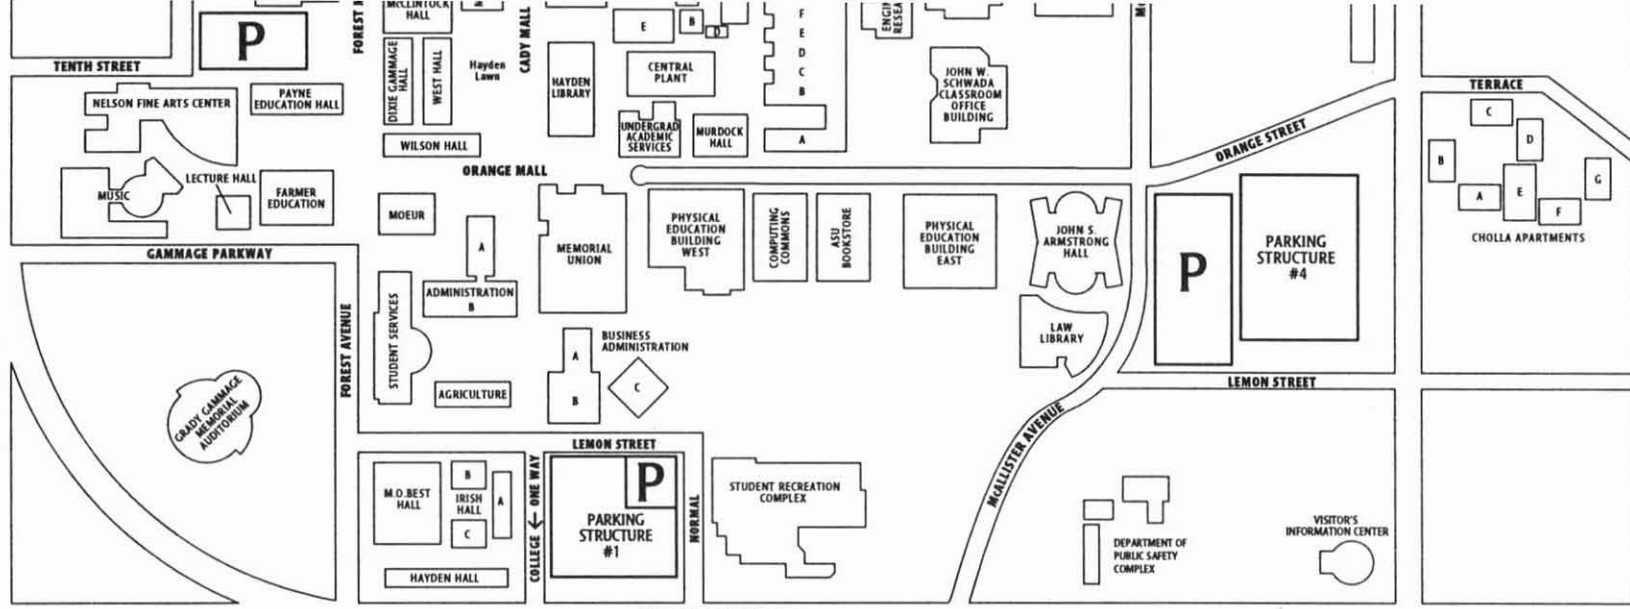 McCLINTOCK
HALL
FOREST
CADY MALL
P
TENTH STREET
NELSON FINE ARTS CENTER
PAYNE
EDUCATION HALL
DIXIE GAMMAGE
HALL
WEST HALL
Hayden
Lawn
HAYDEN
LIBRARY
E
B
D
CENTRAL
PLANT
F
E
D
C
B
A
UNDERGRAD
ACADEMIC
SERVICES
MURDOCK
HALL
JOHN W.
SCHWADA
CLASSROOM
OFFICE
BUILDING
WILSON HALL
ORANGE MALL
ORANGE STREET
TERRACE
C
D
B
A
E
F
G
CHOLLA APARTMENTS
MUSIC
LECTURE HALL
FARMER
EDUCATION
GAMMAGE PARKWAY
MOEUR
A
ADMINISTRATION
B
MEMORIAL
UNION
PHYSICAL
EDUCATION
BUILDING
WEST
COMPUTING
COMMONS
ASU
BOOKSTORE
PHYSICAL
EDUCATION
BUILDING
EAST
JOHN S.
ARMSTRONG
HALL
P
PARKING
STRUCTURE
#4
LAW
LIBRARY
FOREST AVENUE
STUDENT SERVICES
AGRICULTURE
BUSINESS
ADMINISTRATION
A
B
C
GRADY GAMMAGE
MEMORIAL
AUDITORIUM
LEMON STREET
LEMON STREET
McALLISTER AVENUE
M.O.BEST
HALL
B
IRISH
HALL
C
A
HAYDEN HALL
COLLEGE ← ONE WAY
P
PARKING
STRUCTURE
#1
NORMAL
STUDENT RECREATION
COMPLEX
DEPARTMENT OF
PUBLIC SAFETY
COMPLEX
VISITOR'S
INFORMATION CENTER